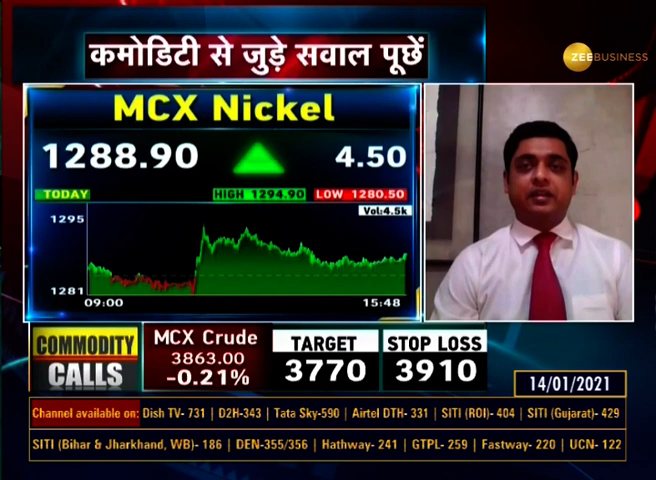 कमोडिटी से जुड़े सवाल पूछें
ZEEBUSINESS
MCX Nickel
1288.90 4.50
TODAY HIGH 1294.90 LOW 1280.50
Vol:4.5k
1295
1281
09:00 15:48
COMMODITY CALLS
MCX Crude
3863.00
-0.21%
TARGET
3770
STOP LOSS
3910
14/01/2021
Channel available on: Dish TV- 731 | D2H-343 | Tata Sky-590 | Airtel DTH- 331 | SITI (ROI)- 404 | SITI (Gujarat)- 429
SITI (Bihar & Jharkhand, WB)- 186 | DEN-355/356 | Hathway- 241 | GTPL- 259 | Fastway- 220 | UCN- 122